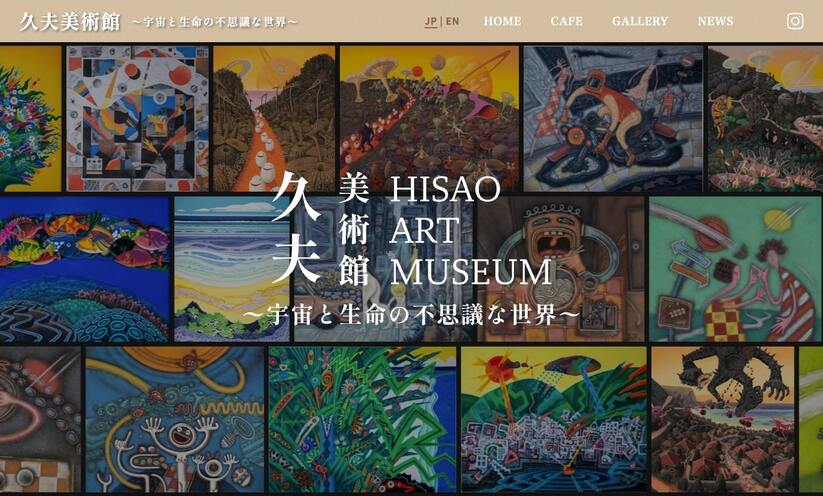 久夫美術館 ～宇宙と生命の不思議な世界～
JP | EN HOME CAFE GALLERY NEWS
久夫 美術館
HISAO
ART
MUSEUM
～宇宙と生命の不思議な世界～